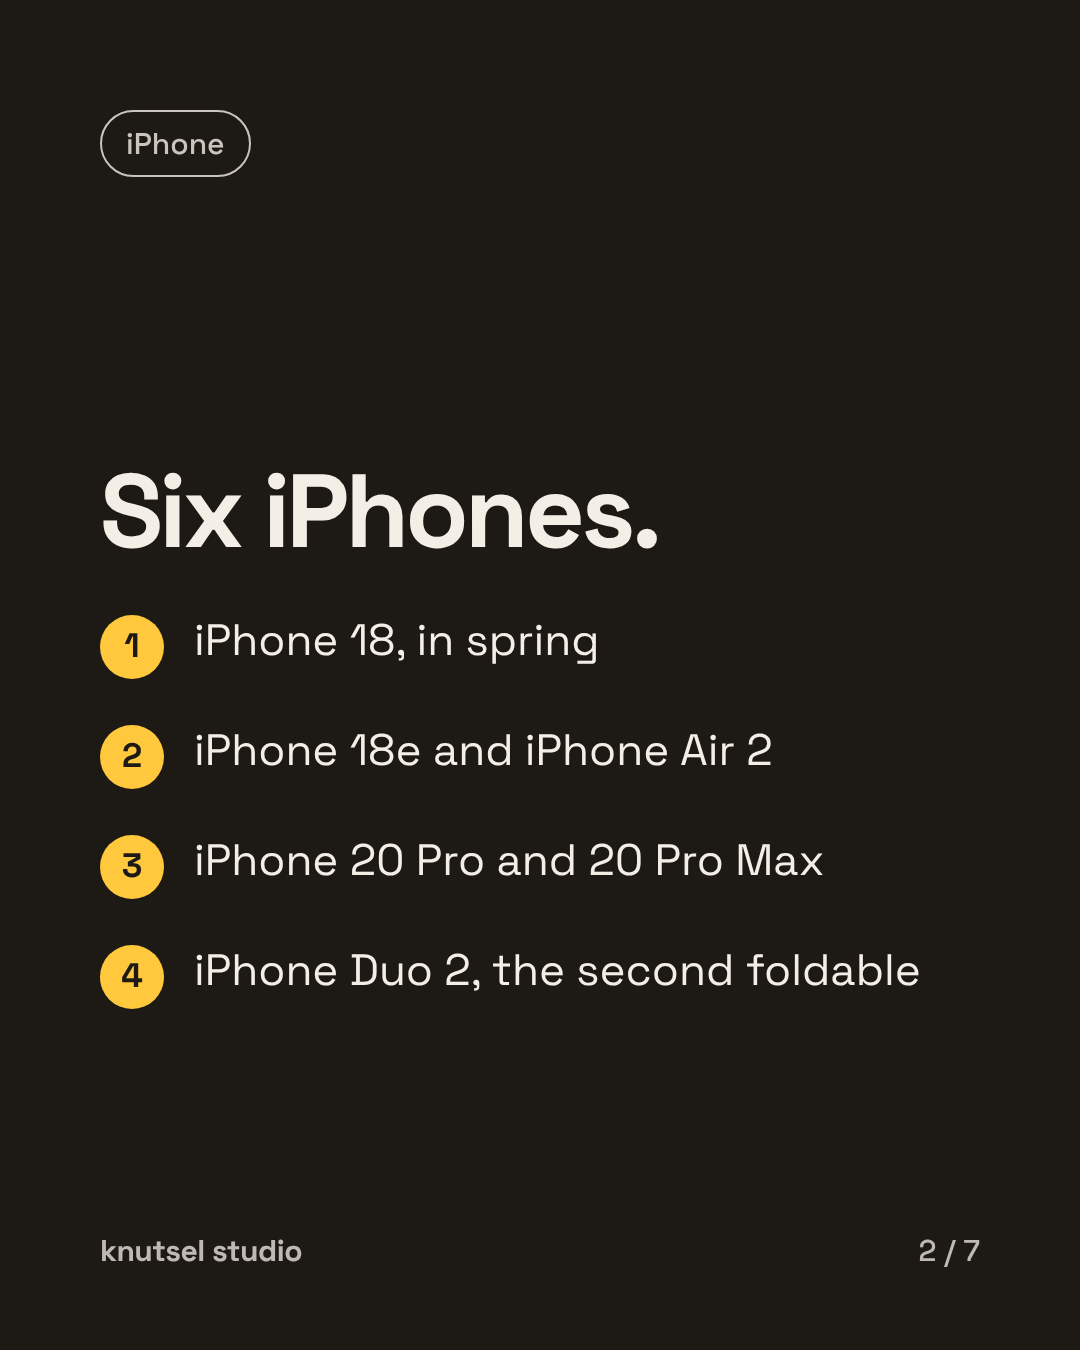 iPhone
Six iPhones.
1 iPhone 18, in spring
2 iPhone 18e and iPhone Air 2
3 iPhone 20 Pro and 20 Pro Max
4 iPhone Duo 2, the second foldable
knutsel studio
2 / 7